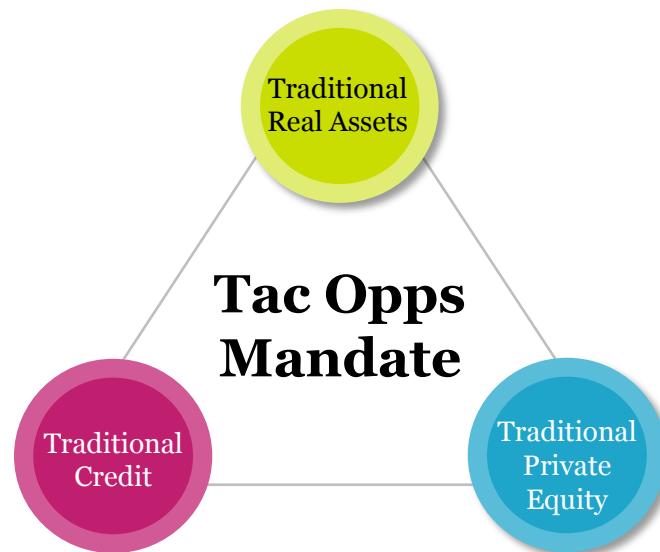 Traditional
Real Assets
Tac Opps
Mandate
Traditional
Credit
Traditional
Private
Equity